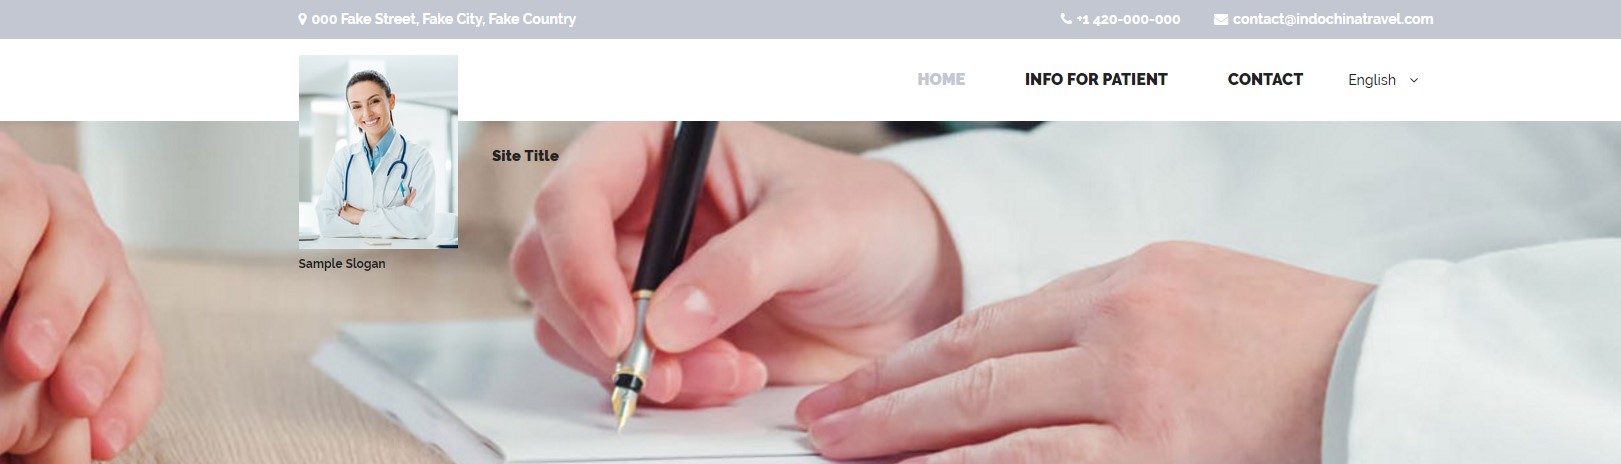 000 Fake Street, Fake City, Fake Country
+1 420-000-000
contact@indochinatravel.com
HOME
INFO FOR PATIENT
CONTACT
English
Site Title
Sample Slogan